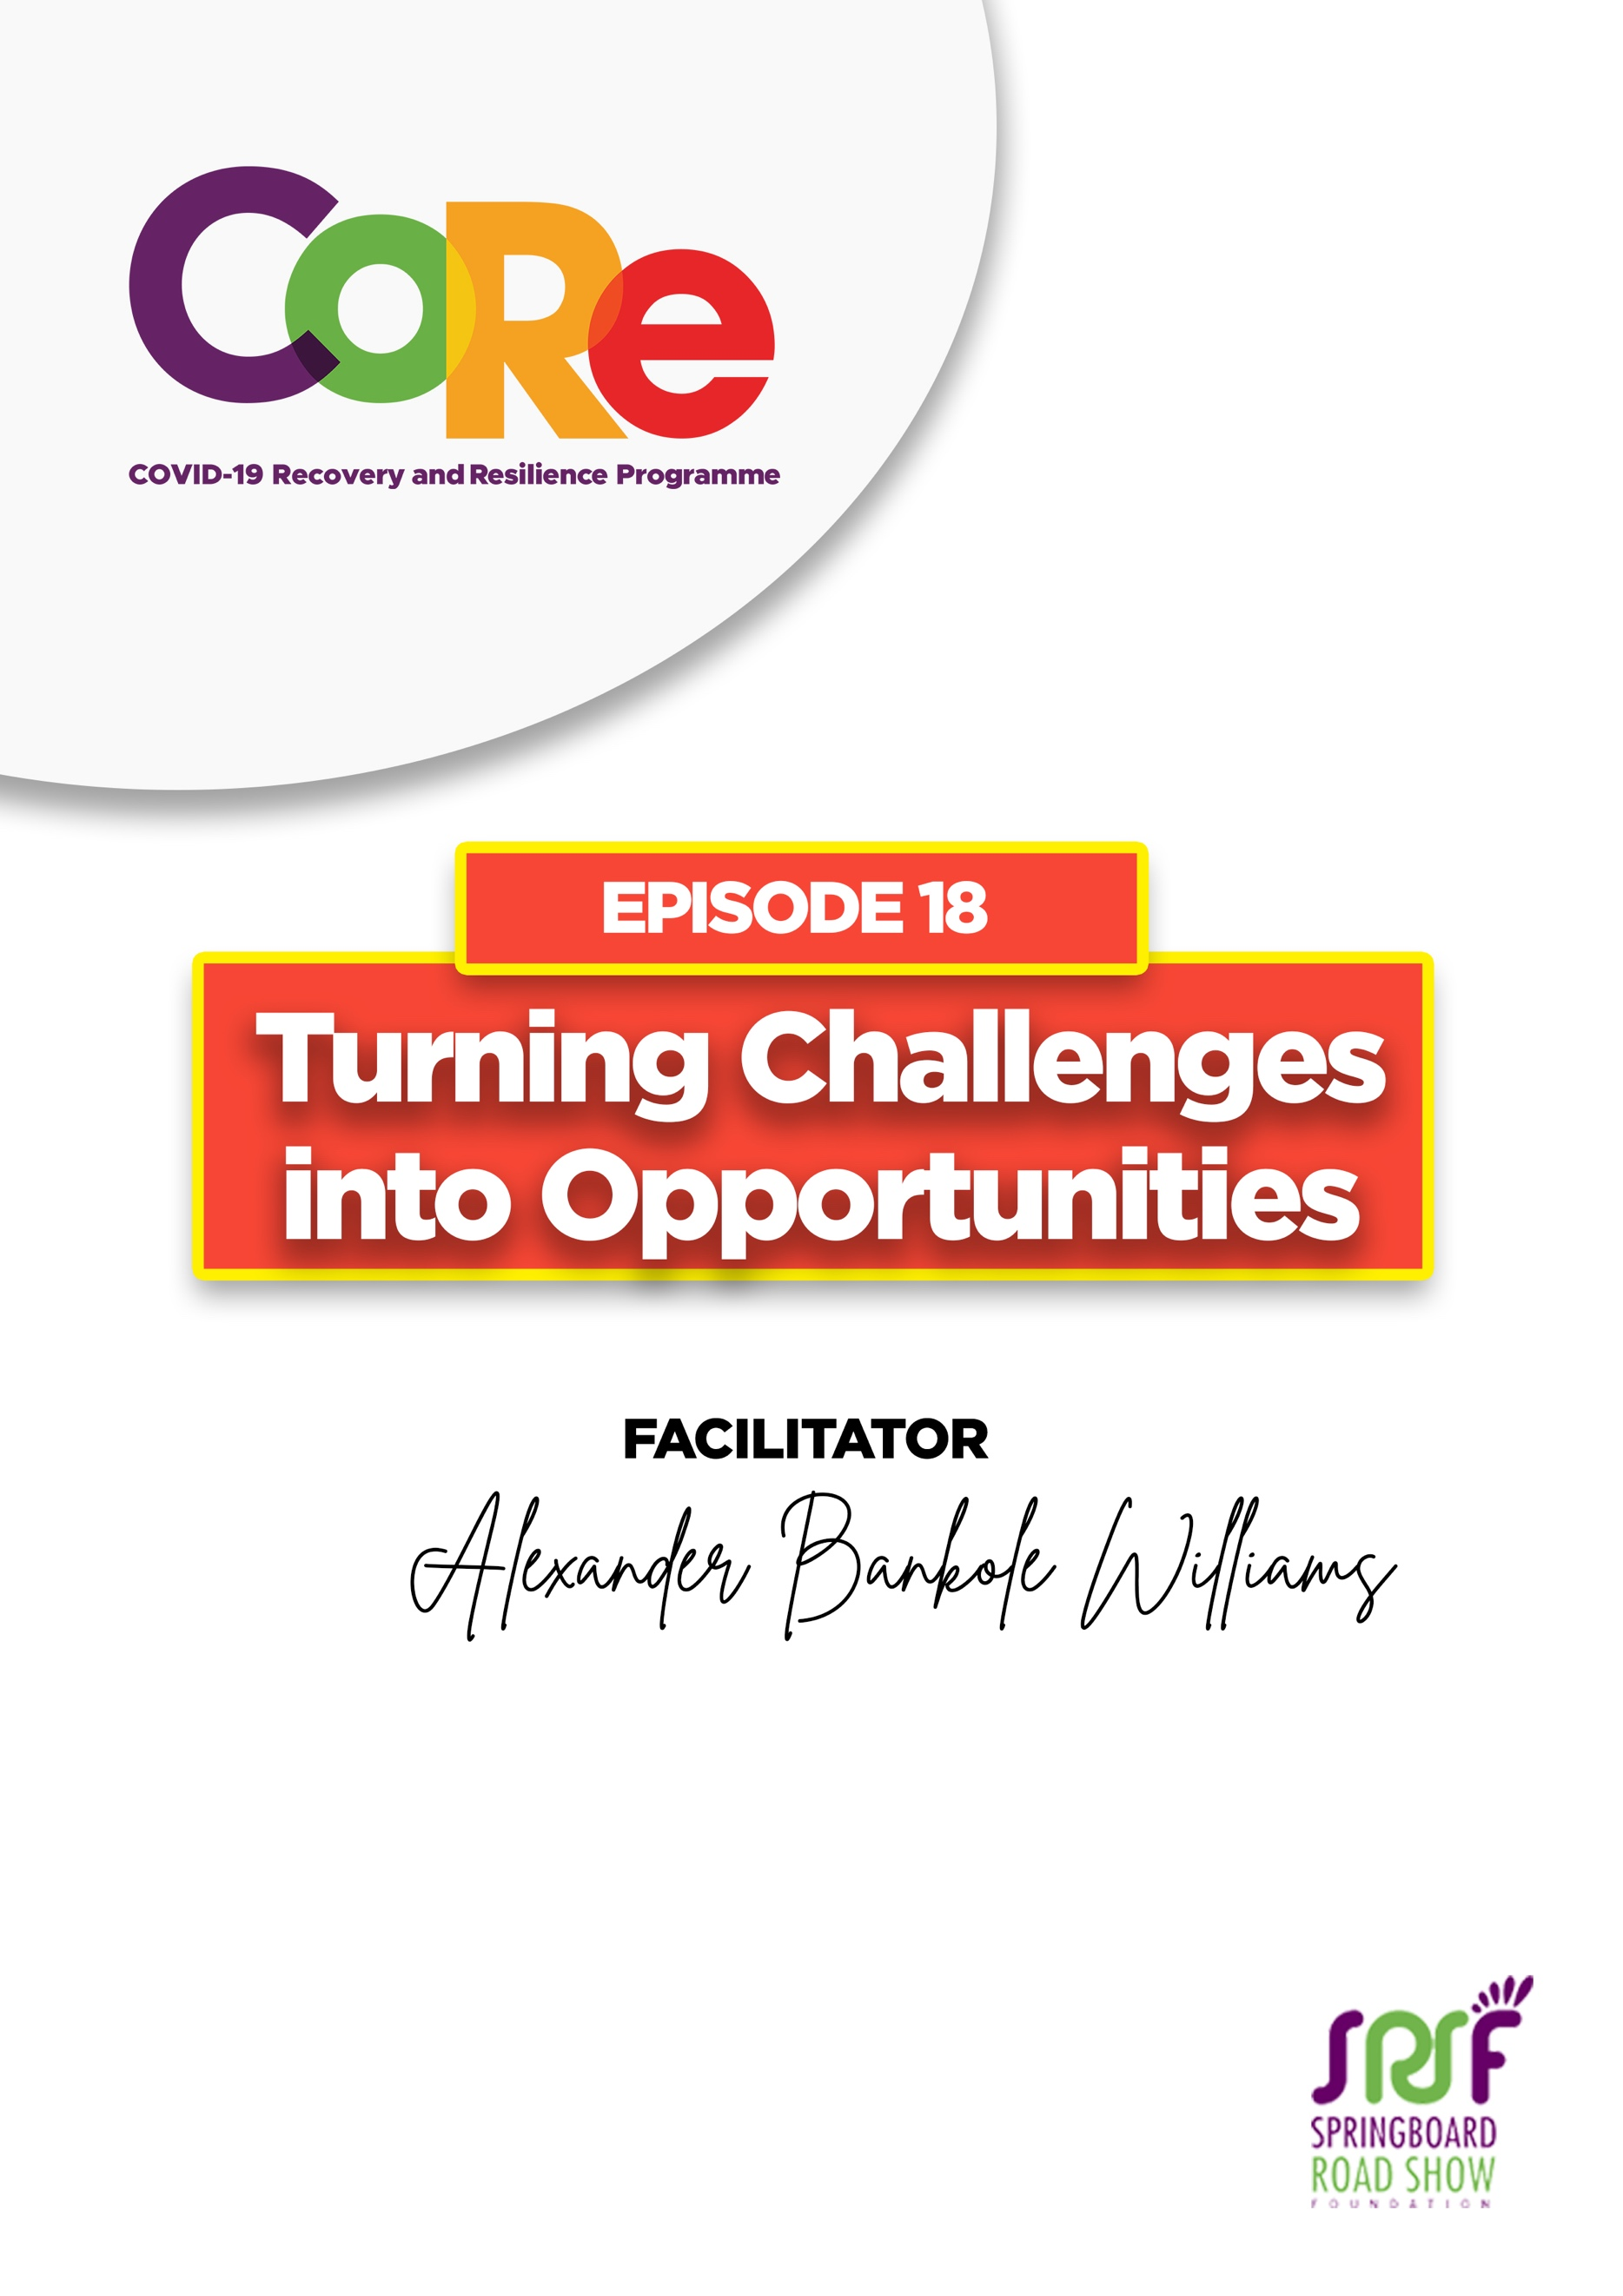 CoRe
COVID-19 Recovery and Resilience Programme
EPISODE 18
Turning Challenges
into Opportunities
FACILITATOR
Alexander Bankole Williams
SRSF
SPRINGBOARD
ROAD SHOW
FOUNDATION